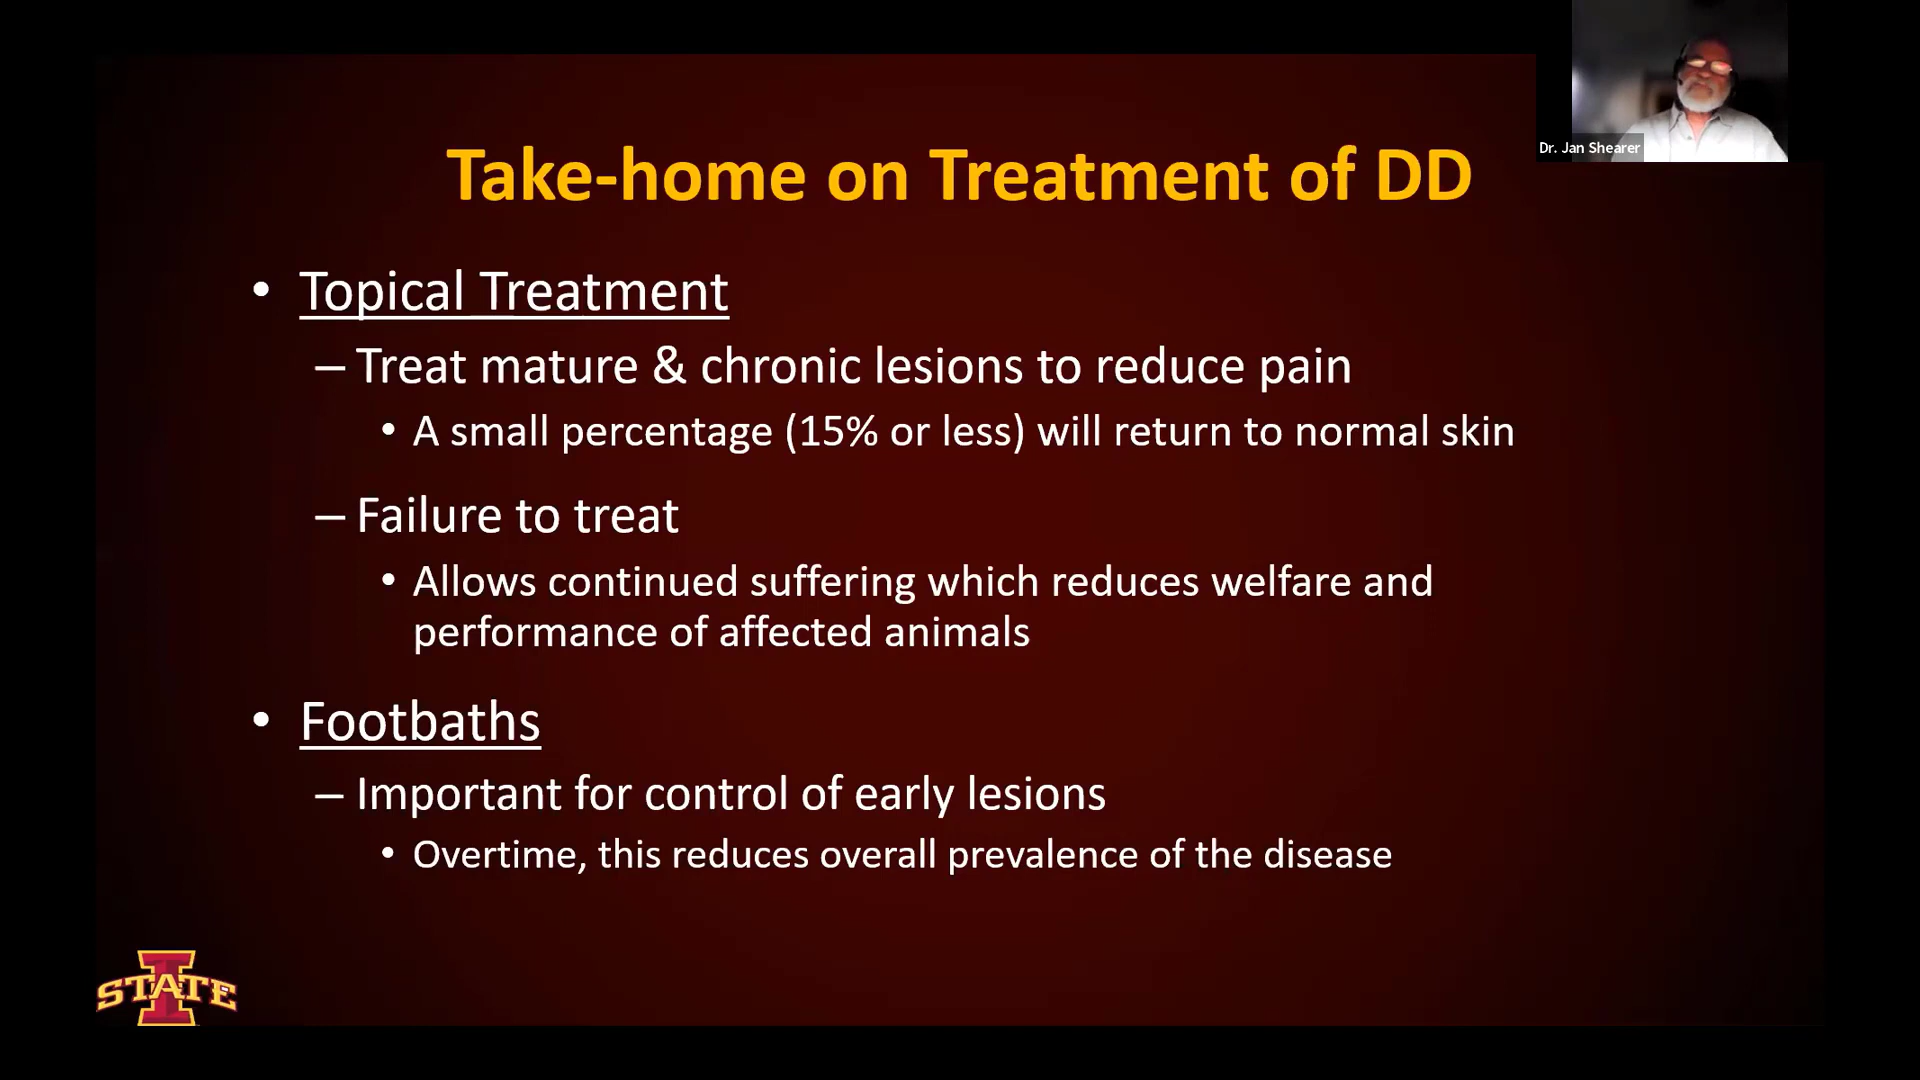 Dr. Jan Shearer
Take-home on Treatment of DD
• Topical Treatment
– Treat mature & chronic lesions to reduce pain
• A small percentage (15% or less) will return to normal skin
– Failure to treat
• Allows continued suffering which reduces welfare and
performance of affected animals
• Footbaths
– Important for control of early lesions
• Overtime, this reduces overall prevalence of the disease
I STATE